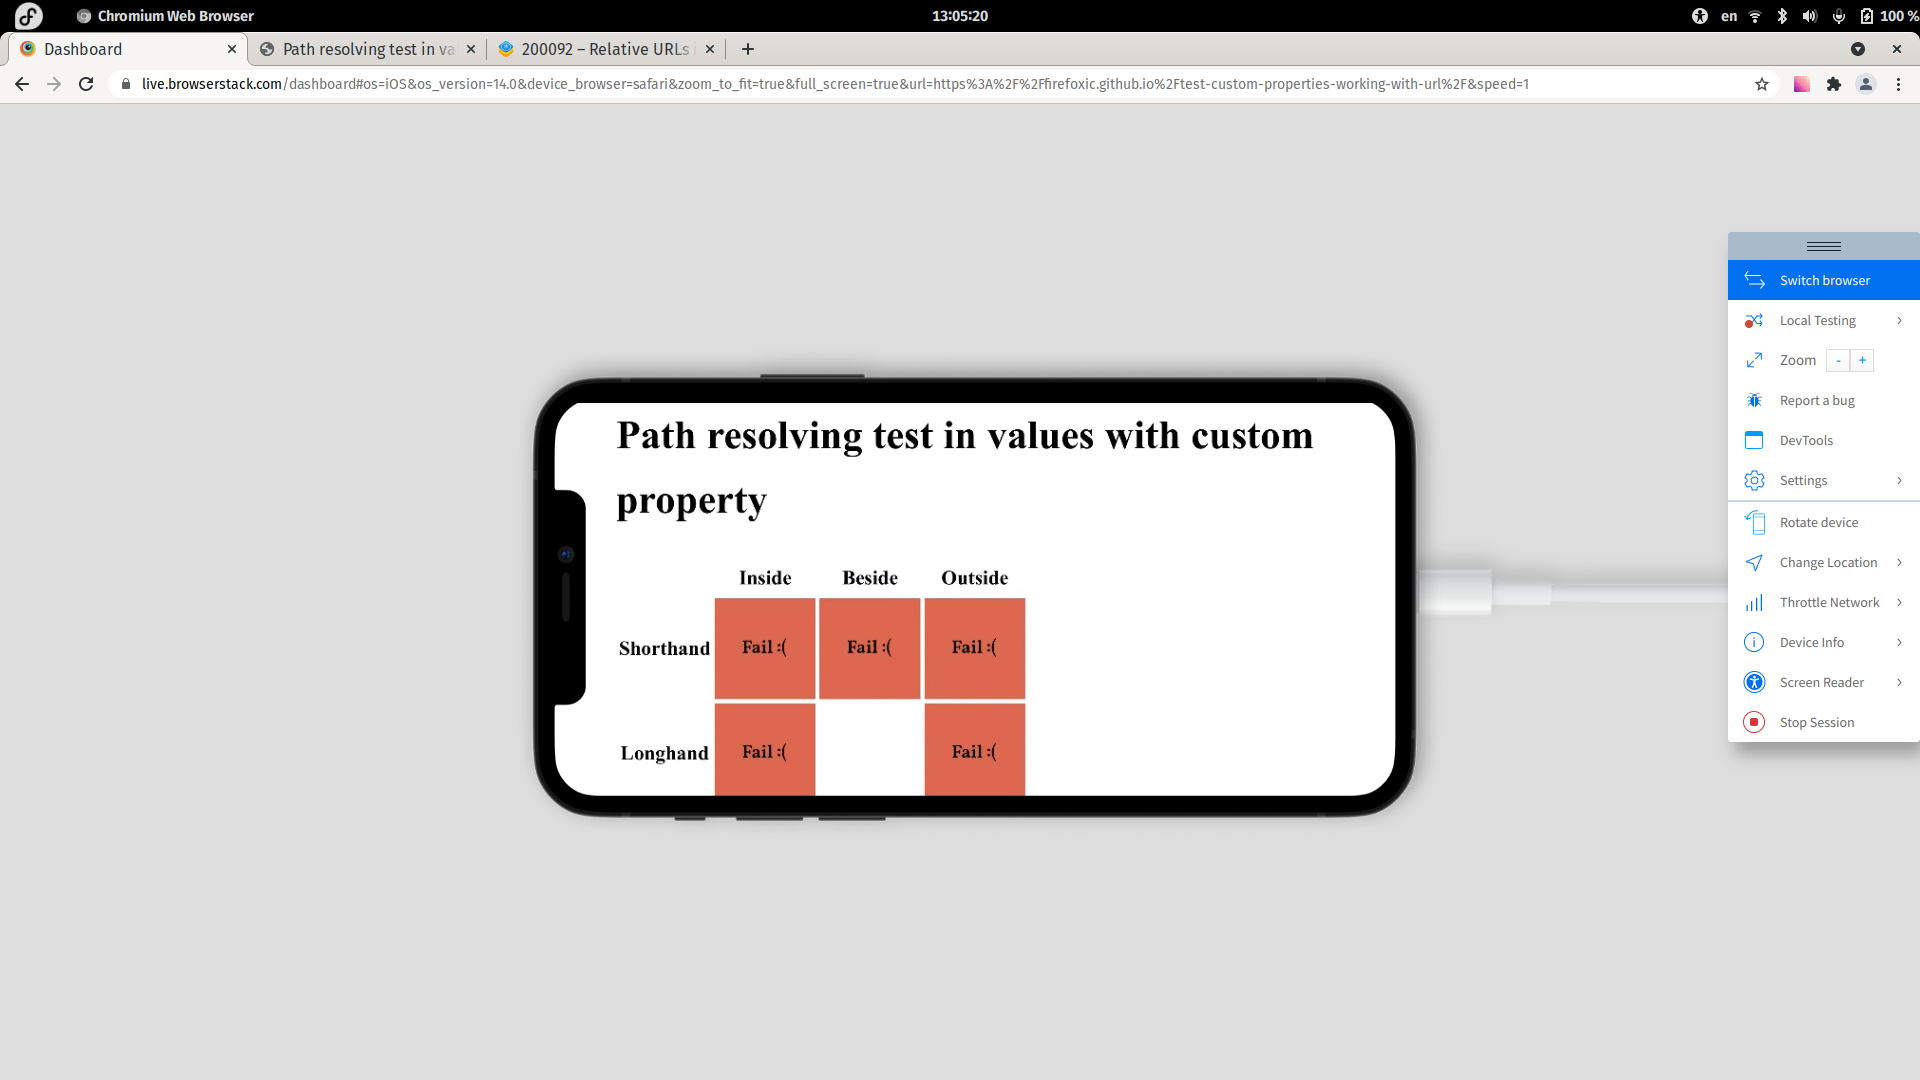 Chromium Web Browser
13:05:20
en
100 %
Dashboard
Path resolving test in va
200092 – Relative URLs
live.browserstack.com/dashboard#os=iOS&os_version=14.0&device_browser=safari&zoom_to_fit=true&full_screen=true&url=https%3A%2F%2Ffirefoxic.github.io%2Ftest-custom-properties-working-with-url%2F&speed=1
Path resolving test in values with custom
property
Inside Beside Outside
Shorthand Fail :( Fail :( Fail :(
Longhand Fail :( Fail :(
Switch browser
Local Testing
Zoom - +
Report a bug
DevTools
Settings
Rotate device
Change Location
Throttle Network
Device Info
Screen Reader
Stop Session